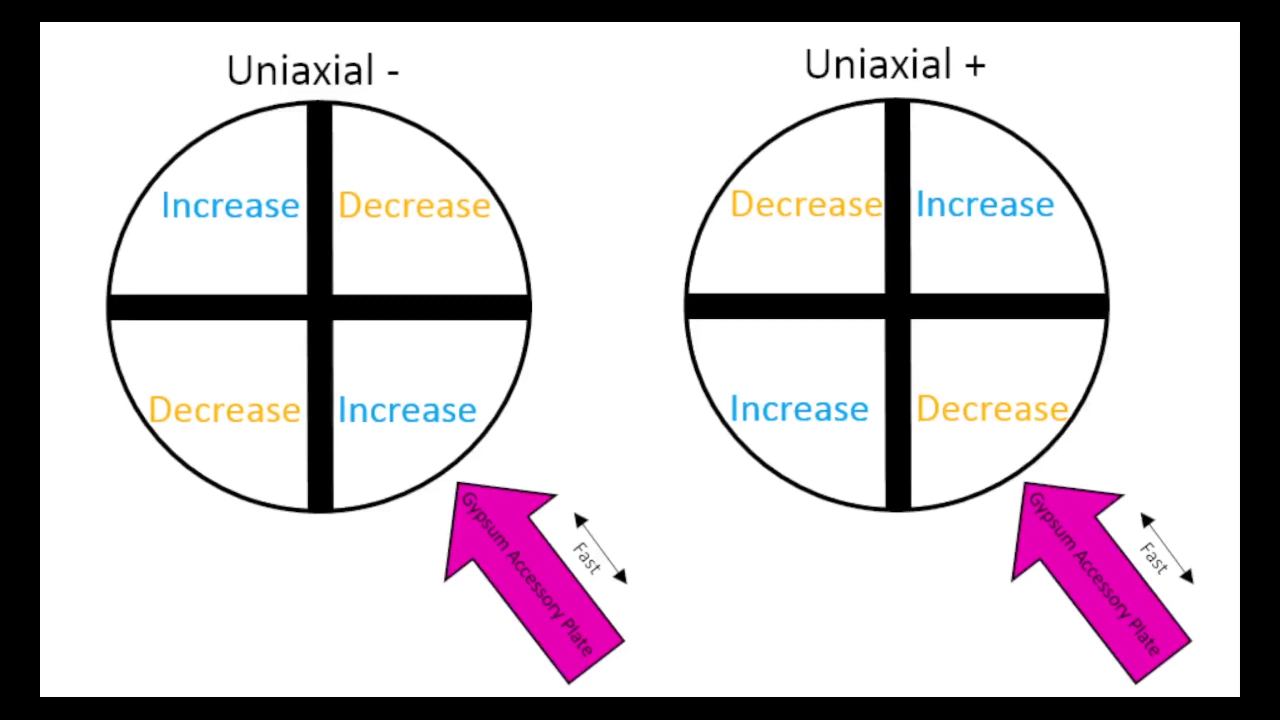 Uniaxial -
Increase
Decrease
Decrease
Increase
Gypsum Accessory Plate
Fast
Uniaxial +
Decrease
Increase
Increase
Decrease
Gypsum Accessory Plate
Fast